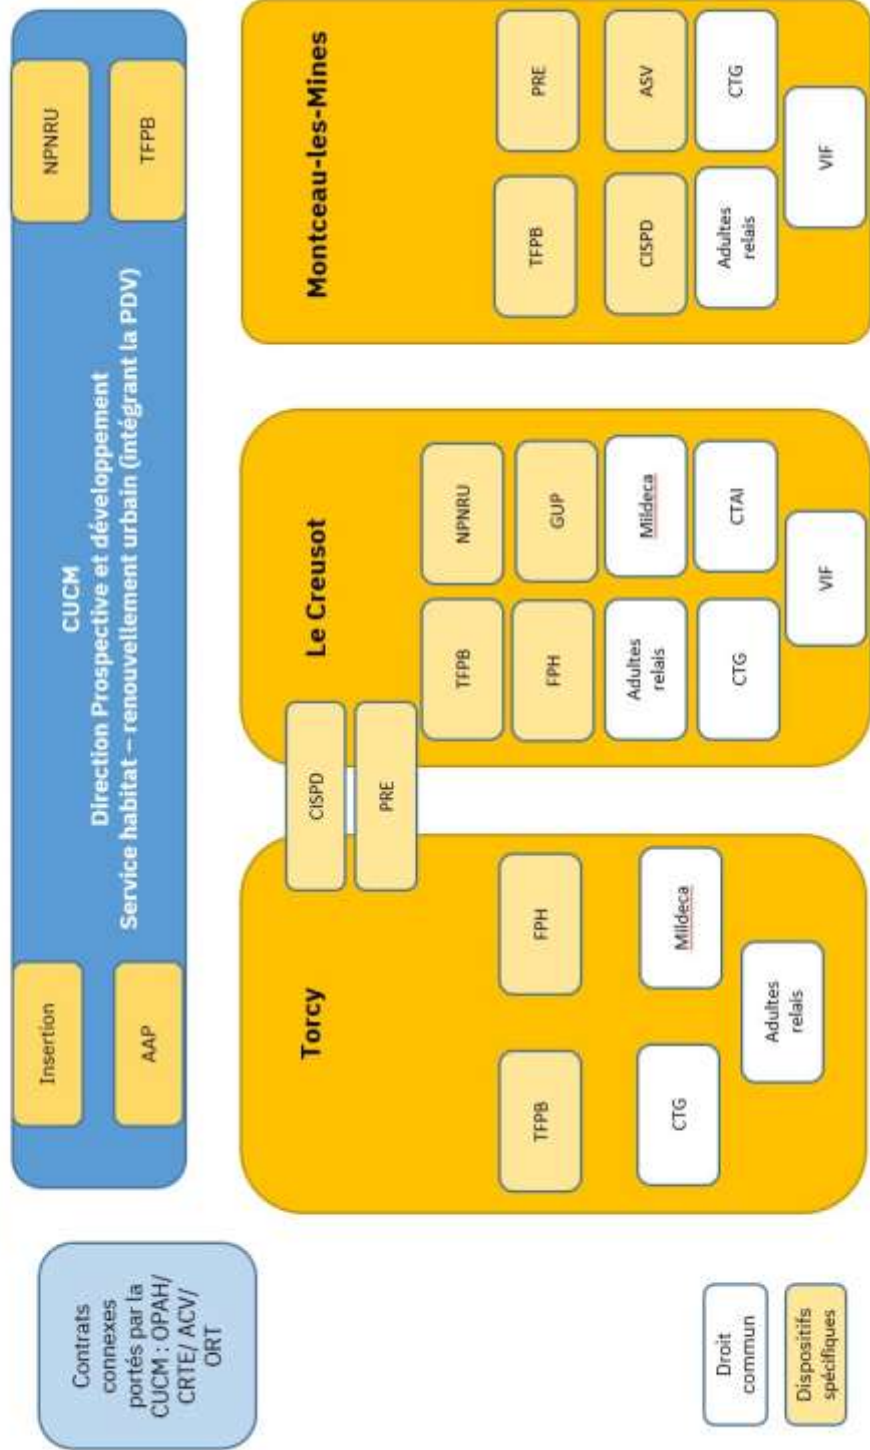 Contrats
connexes
portés par la
CUCM : OPAH/
CRTE/ ACV/
ORT
Insertion
AAP
CUCM
Direction Prospective et développement
Service habitat – renouvellement urbain (intégrant la PDV)
NPNRU
TFPB
Torcy
TFPB
FPH
CTG
Mildeca
Adultes
relais
CISPD
PRE
Le Creusot
TFPB
NPNRU
FPH
GUP
Adultes
relais
Mildeca
CTG
CTAI
VIF
Montceau-les-Mines
TFPB
PRE
CISPD
ASV
Adultes
relais
CTG
VIF
Droit
commun
Dispositifs
spécifiques